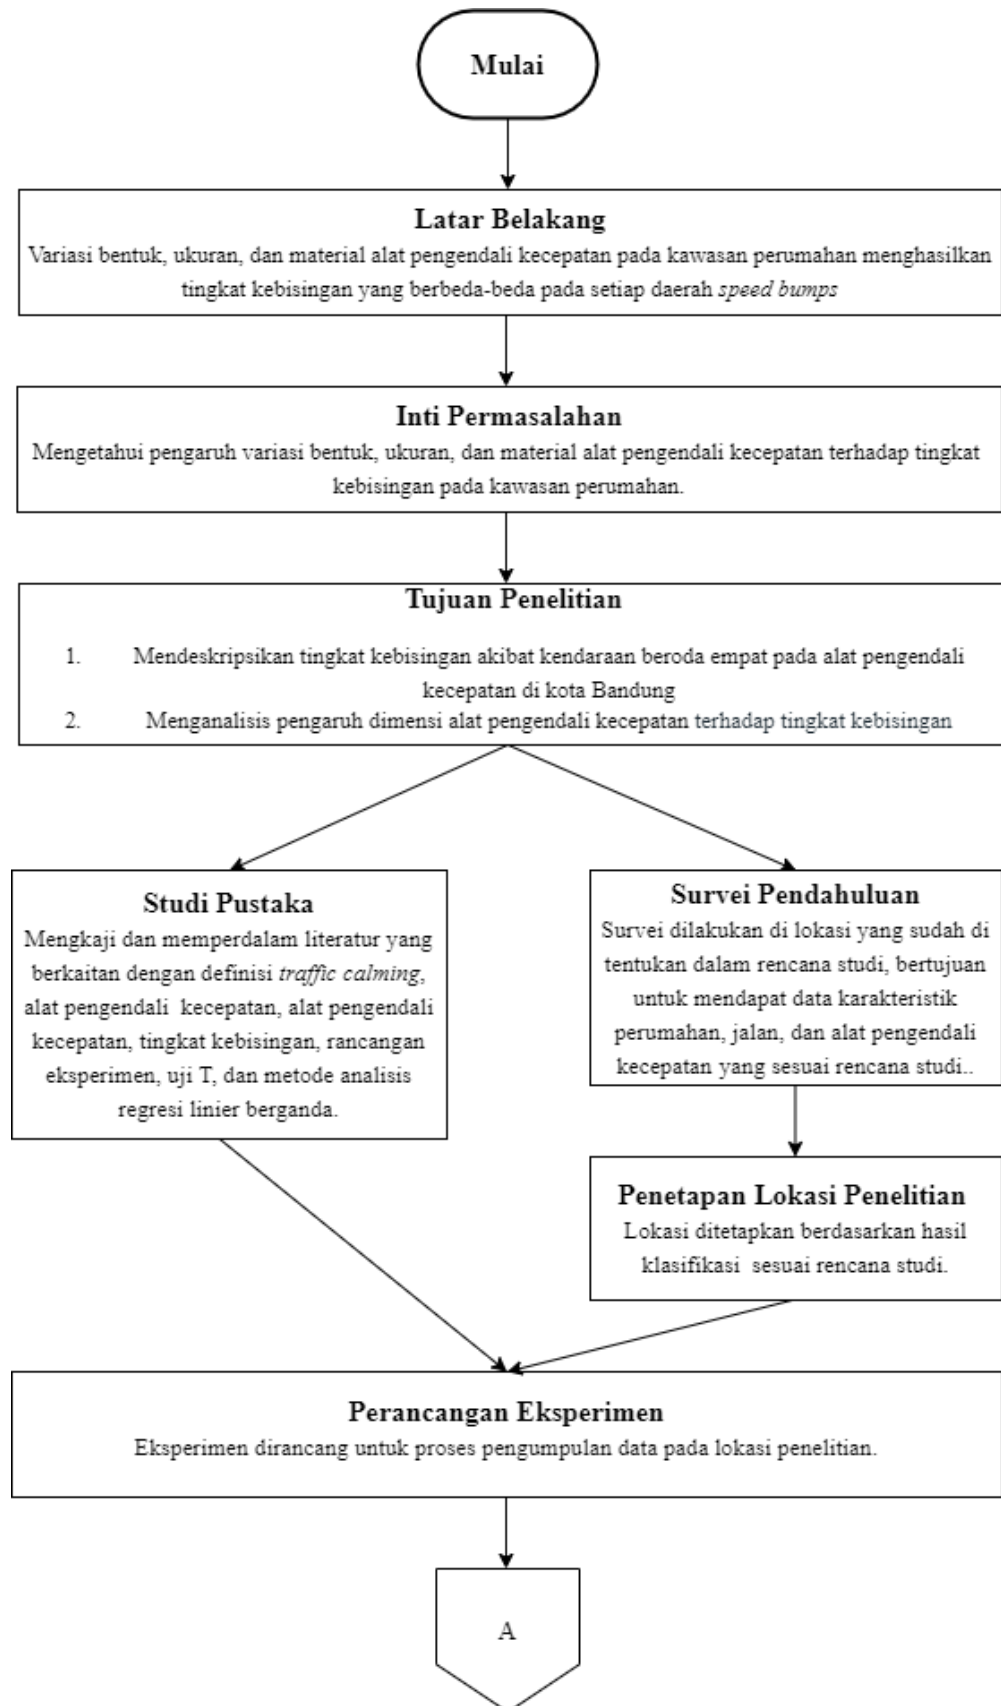 Mulai
Latar Belakang
Variasi bentuk, ukuran, dan material alat pengendali kecepatan pada kawasan perumahan menghasilkan
tingkat kebisingan yang berbeda-beda pada setiap daerah speed bumps
Inti Permasalahan
Mengetahui pengaruh variasi bentuk, ukuran, dan material alat pengendali kecepatan terhadap tingkat
kebisingan pada kawasan perumahan.
Tujuan Penelitian
1. Mendeskripsikan tingkat kebisingan akibat kendaraan beroda empat pada alat pengendali
kecepatan di kota Bandung
2. Menganalisis pengaruh dimensi alat pengendali kecepatan terhadap tingkat kebisingan
Studi Pustaka
Mengkaji dan memperdalam literatur yang
berkaitan dengan definisi traffic calming,
alat pengendali kecepatan, alat pengendali
kecepatan, tingkat kebisingan, rancangan
eksperimen, uji T, dan metode analisis
regresi linier berganda.
Survei Pendahuluan
Survei dilakukan di lokasi yang sudah di
tentukan dalam rencana studi, bertujuan
untuk mendapat data karakteristik
perumahan, jalan, dan alat pengendali
kecepatan yang sesuai rencana studi..
Penetapan Lokasi Penelitian
Lokasi ditetapkan berdasarkan hasil
klasifikasi sesuai rencana studi.
Perancangan Eksperimen
Eksperimen dirancang untuk proses pengumpulan data pada lokasi penelitian.
A